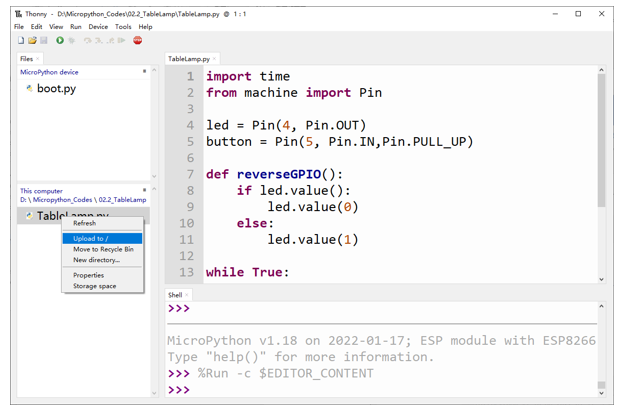 Thonny - D:\Micropython_Codes\02.2_TableLamp\TableLamp.py @ 1 : 1
File Edit View Run Device Tools Help
Files
MicroPython device
boot.py
This computer
D: \ Micropython_Codes \ 02.2_TableLamp
TableLamp.py
Refresh
Upload to /
Move to Recycle Bin
New directory...
Properties
Storage space
TableLamp.py
1 import time
2 from machine import Pin
3
4 led = Pin(4, Pin.OUT)
5 button = Pin(5, Pin.IN,Pin.PULL_UP)
6
7 def reverseGPIO():
8     if led.value():
9         led.value(0)
10     else:
11         led.value(1)
12
13 while True:
Shell
>>>
MicroPython v1.18 on 2022-01-17; ESP module with ESP8266
Type "help()" for more information.
>>> %Run -c $EDITOR_CONTENT
>>>